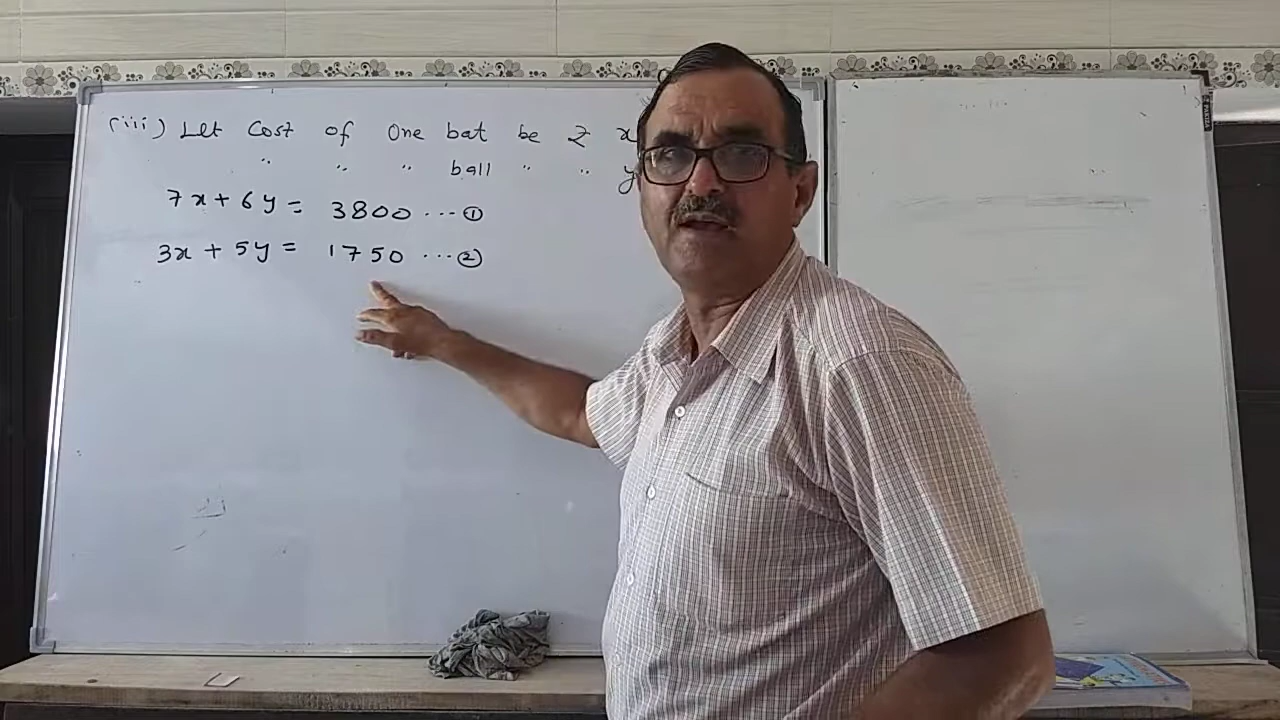 (iii) Let Cost of One bat be ₹ x
" " " ball " " y
7x + 6y = 3800 ... ①
3x + 5y = 1750 ... ②